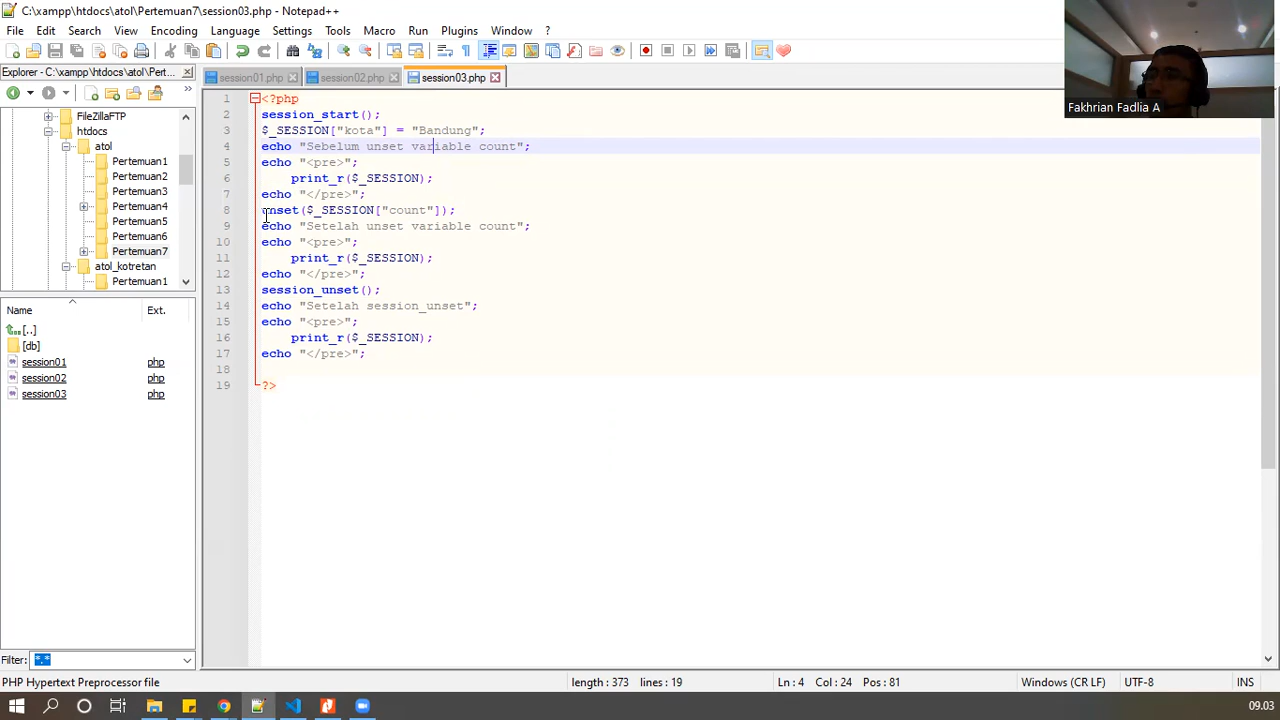 C:\xampp\htdocs\atol\Pertemuan7\session03.php - Notepad++
File Edit Search View Encoding Language Settings Tools Macro Run Plugins Window ?
Explorer - C:\xampp\htdocs\atol\Pert...
session01.php session02.php session03.php
FileZillaFTP
htdocs
atol
Pertemuan1
Pertemuan2
Pertemuan3
Pertemuan4
Pertemuan5
Pertemuan6
Pertemuan7
atol_kotretan
Pertemuan1
Name Ext.
[..]
[db]
session01 php
session02 php
session03 php
Filter: *.*
1 <?php
2 session_start();
3 $_SESSION["kota"] = "Bandung";
4 echo "Sebelum unset variable count";
5 echo "<pre>";
6 print_r($_SESSION);
7 echo "</pre>";
8 unset($_SESSION["count"]);
9 echo "Setelah unset variable count";
10 echo "<pre>";
11 print_r($_SESSION);
12 echo "</pre>";
13 session_unset();
14 echo "Setelah session_unset";
15 echo "<pre>";
16 print_r($_SESSION);
17 echo "</pre>";
18
19 ?>
Fakhrian Fadlia A
PHP Hypertext Preprocessor file length : 373 lines : 19 Ln : 4 Col : 24 Pos : 81 Windows (CR LF) UTF-8 INS
09.03